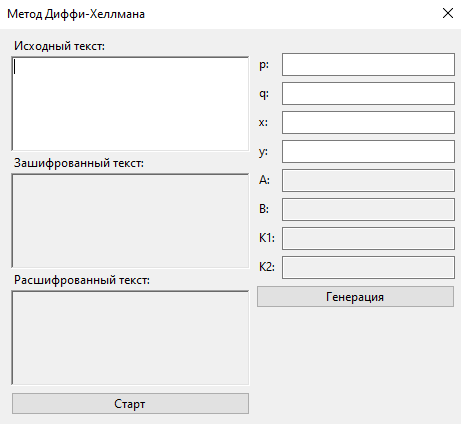 Метод Диффи-Хеллмана
Исходный текст:
Зашифрованный текст:
Расшифрованный текст:
Старт
p:
q:
x:
y:
A:
B:
K1:
K2:
Генерация